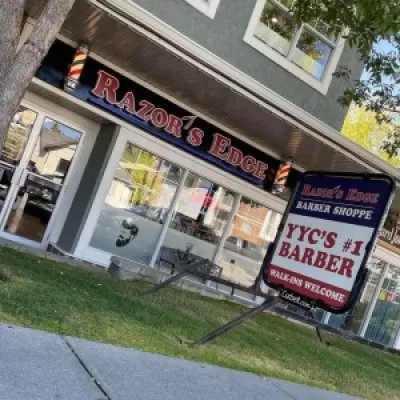 RAZOR'S EDGE
RAZOR'S EDGE
BARBER SHOPPE
YYC'S #1
BARBER
WALK-INS WELCOME